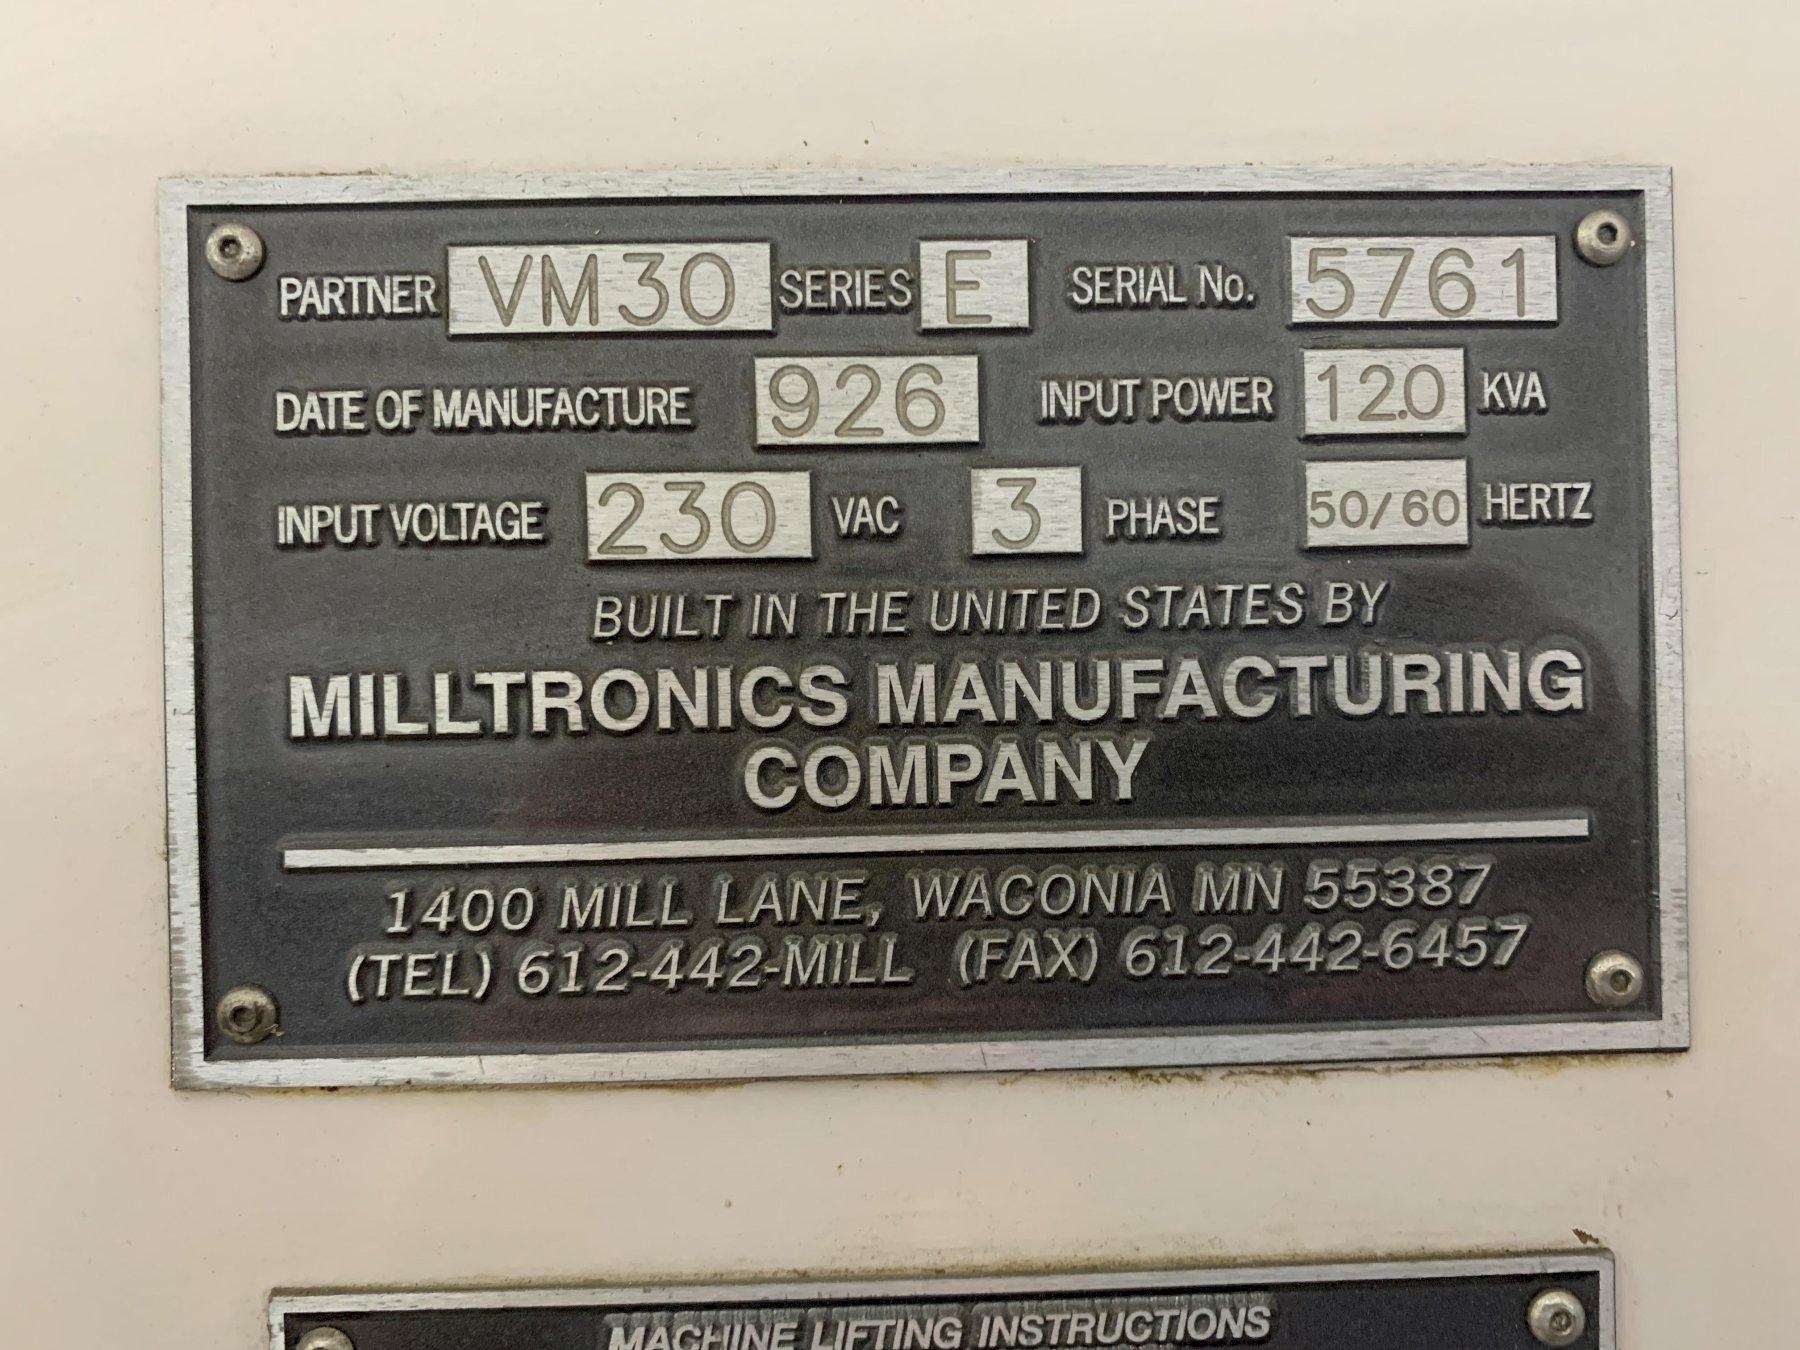 PARTNER VM30 SERIES E SERIAL No. 5761
DATE OF MANUFACTURE 926 INPUT POWER 12.0 KVA
INPUT VOLTAGE 230 VAC 3 PHASE 50/60 HERTZ
BUILT IN THE UNITED STATES BY
MILLTRONICS MANUFACTURING
COMPANY
1400 MILL LANE, WACONIA MN 55387
(TEL) 612-442-MILL (FAX) 612-442-6457
MACHINE LIFTING INSTRUCTIONS